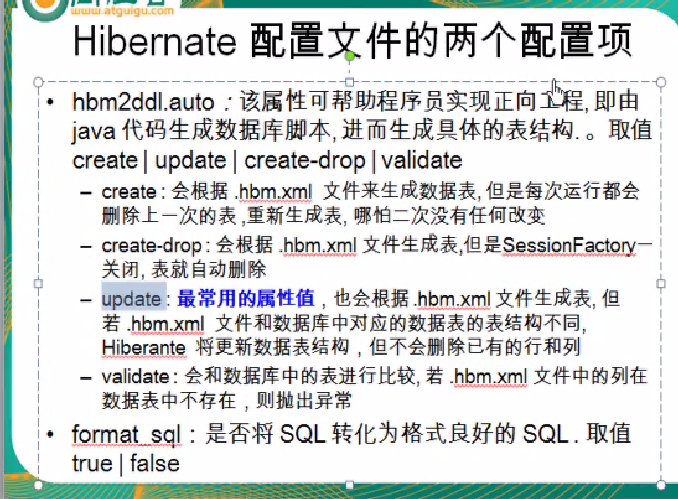 www.atguigu.com
Hibernate 配置文件的两个配置项
• hbm2ddl.auto：该属性可帮助程序员实现正向工程, 即由
java 代码生成数据库脚本, 进而生成具体的表结构. 。取值
create | update | create-drop | validate
– create : 会根据 .hbm.xml 文件来生成数据表, 但是每次运行都会
删除上一次的表 ,重新生成表, 哪怕二次没有任何改变
– create-drop : 会根据 .hbm.xml 文件生成表,但是SessionFactory一
关闭, 表就自动删除
– update : 最常用的属性值，也会根据 .hbm.xml 文件生成表, 但
若 .hbm.xml 文件和数据库中对应的数据表的表结构不同,
Hiberante 将更新数据表结构，但不会删除已有的行和列
– validate : 会和数据库中的表进行比较, 若 .hbm.xml 文件中的列在
数据表中不存在，则抛出异常
• format_sql：是否将 SQL 转化为格式良好的 SQL . 取值
true | false